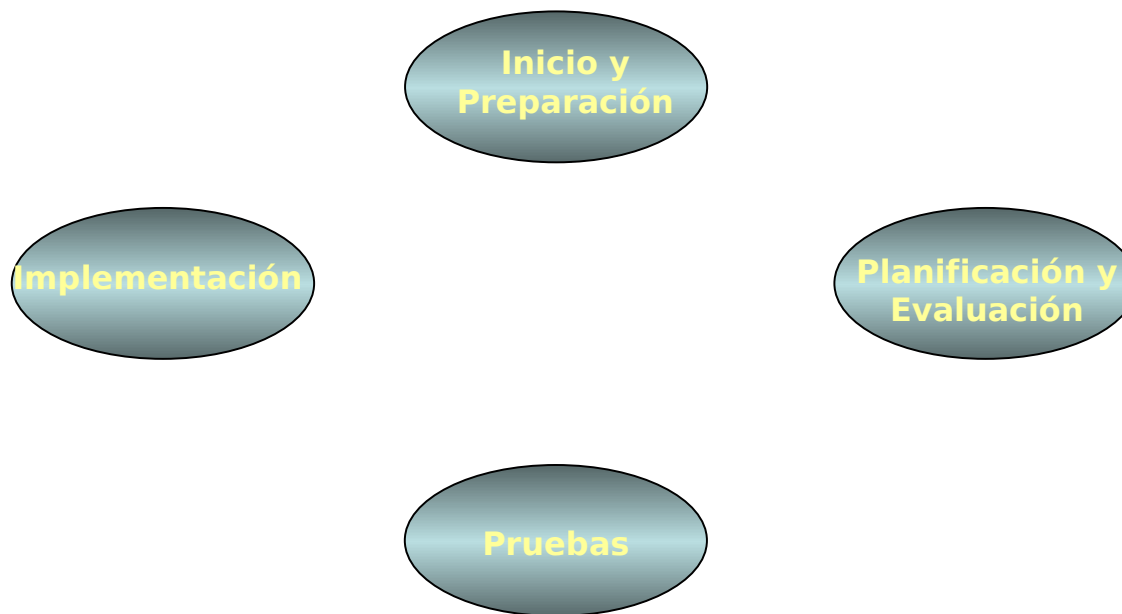 Inicio y
Preparación
Implementación
Planificación y
Evaluación
Pruebas